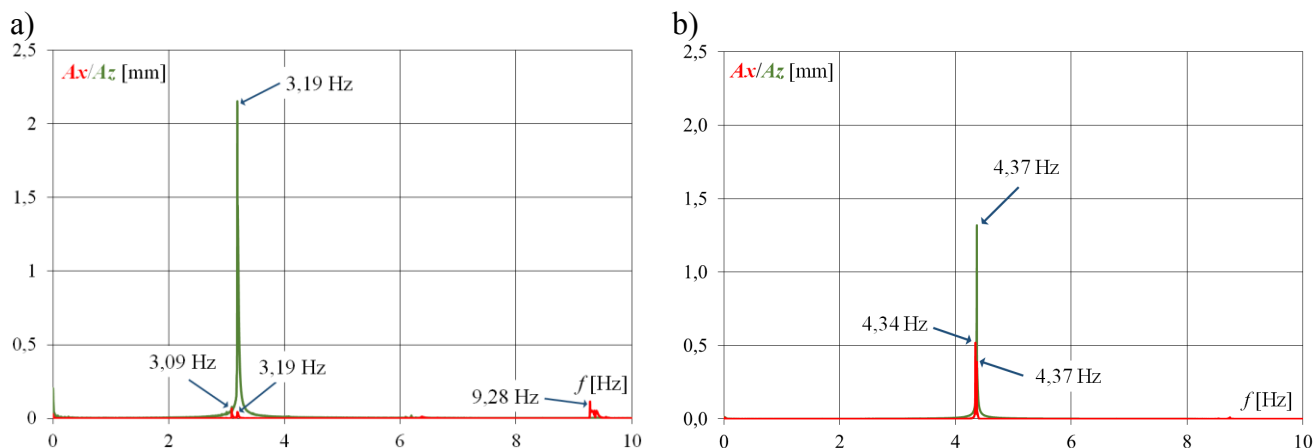 a)
2,5
Ax/Az [mm]
3,19 Hz
2
1,5
1
0,5
3,09 Hz
3,19 Hz
9,28 Hz
f [Hz]
0
0 2 4 6 8 10
b)
2,5
Ax/Az [mm]
2,0
4,37 Hz
1,5
1,0
4,34 Hz
0,5
4,37 Hz
f [Hz]
0,0
0 2 4 6 8 10